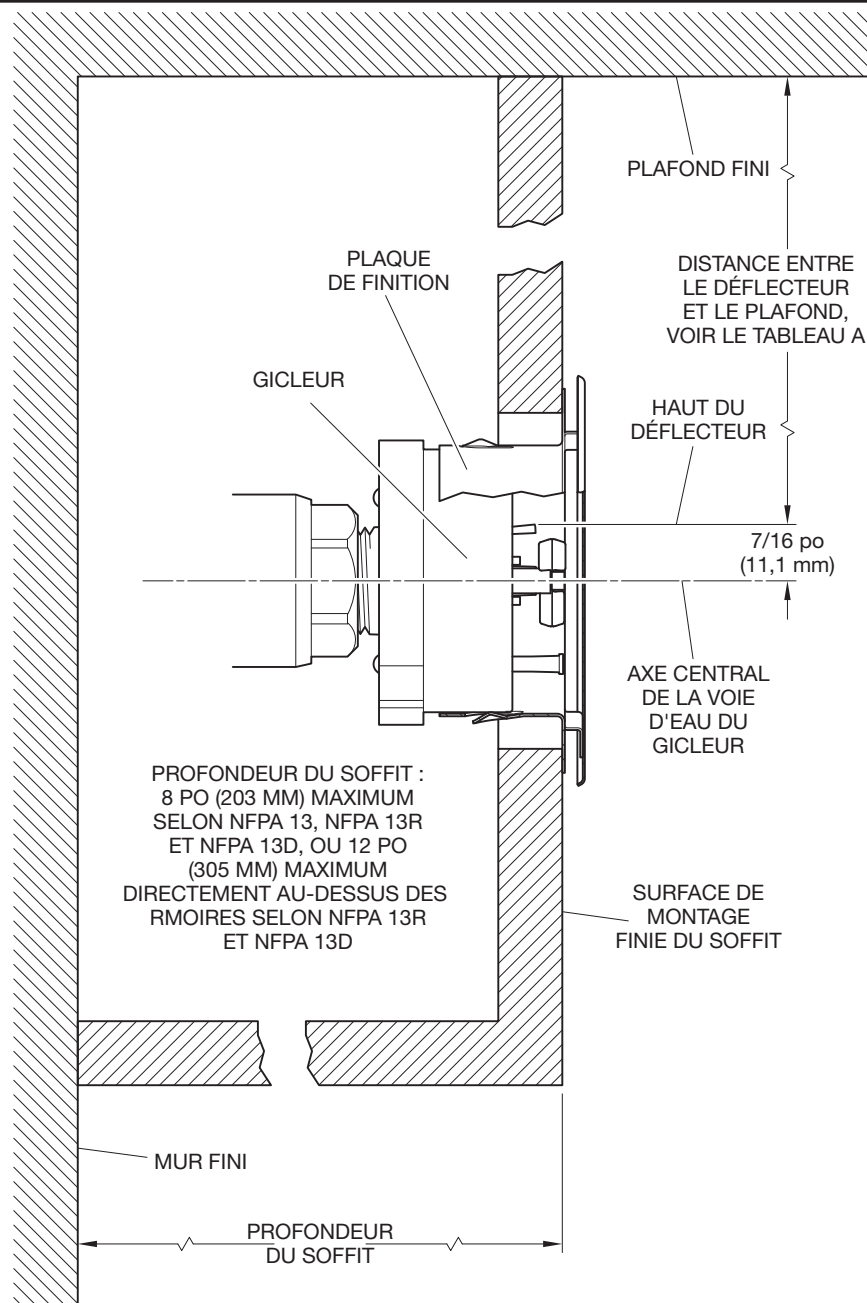 PLAFOND FINI
PLAQUE
DE FINITION
DISTANCE ENTRE
LE DÉFLECTEUR
ET LE PLAFOND,
VOIR LE TABLEAU A
GICLEUR
HAUT DU
DÉFLECTEUR
7/16 po
(11,1 mm)
AXE CENTRAL
DE LA VOIE
D'EAU DU
GICLEUR
PROFONDEUR DU SOFFIT :
8 PO (203 MM) MAXIMUM
SELON NFPA 13, NFPA 13R
ET NFPA 13D, OU 12 PO
(305 MM) MAXIMUM
DIRECTEMENT AU-DESSUS DES
RMOIRES SELON NFPA 13R
ET NFPA 13D
SURFACE DE
MONTAGE
FINIE DU SOFFIT
MUR FINI
PROFONDEUR
DU SOFFIT